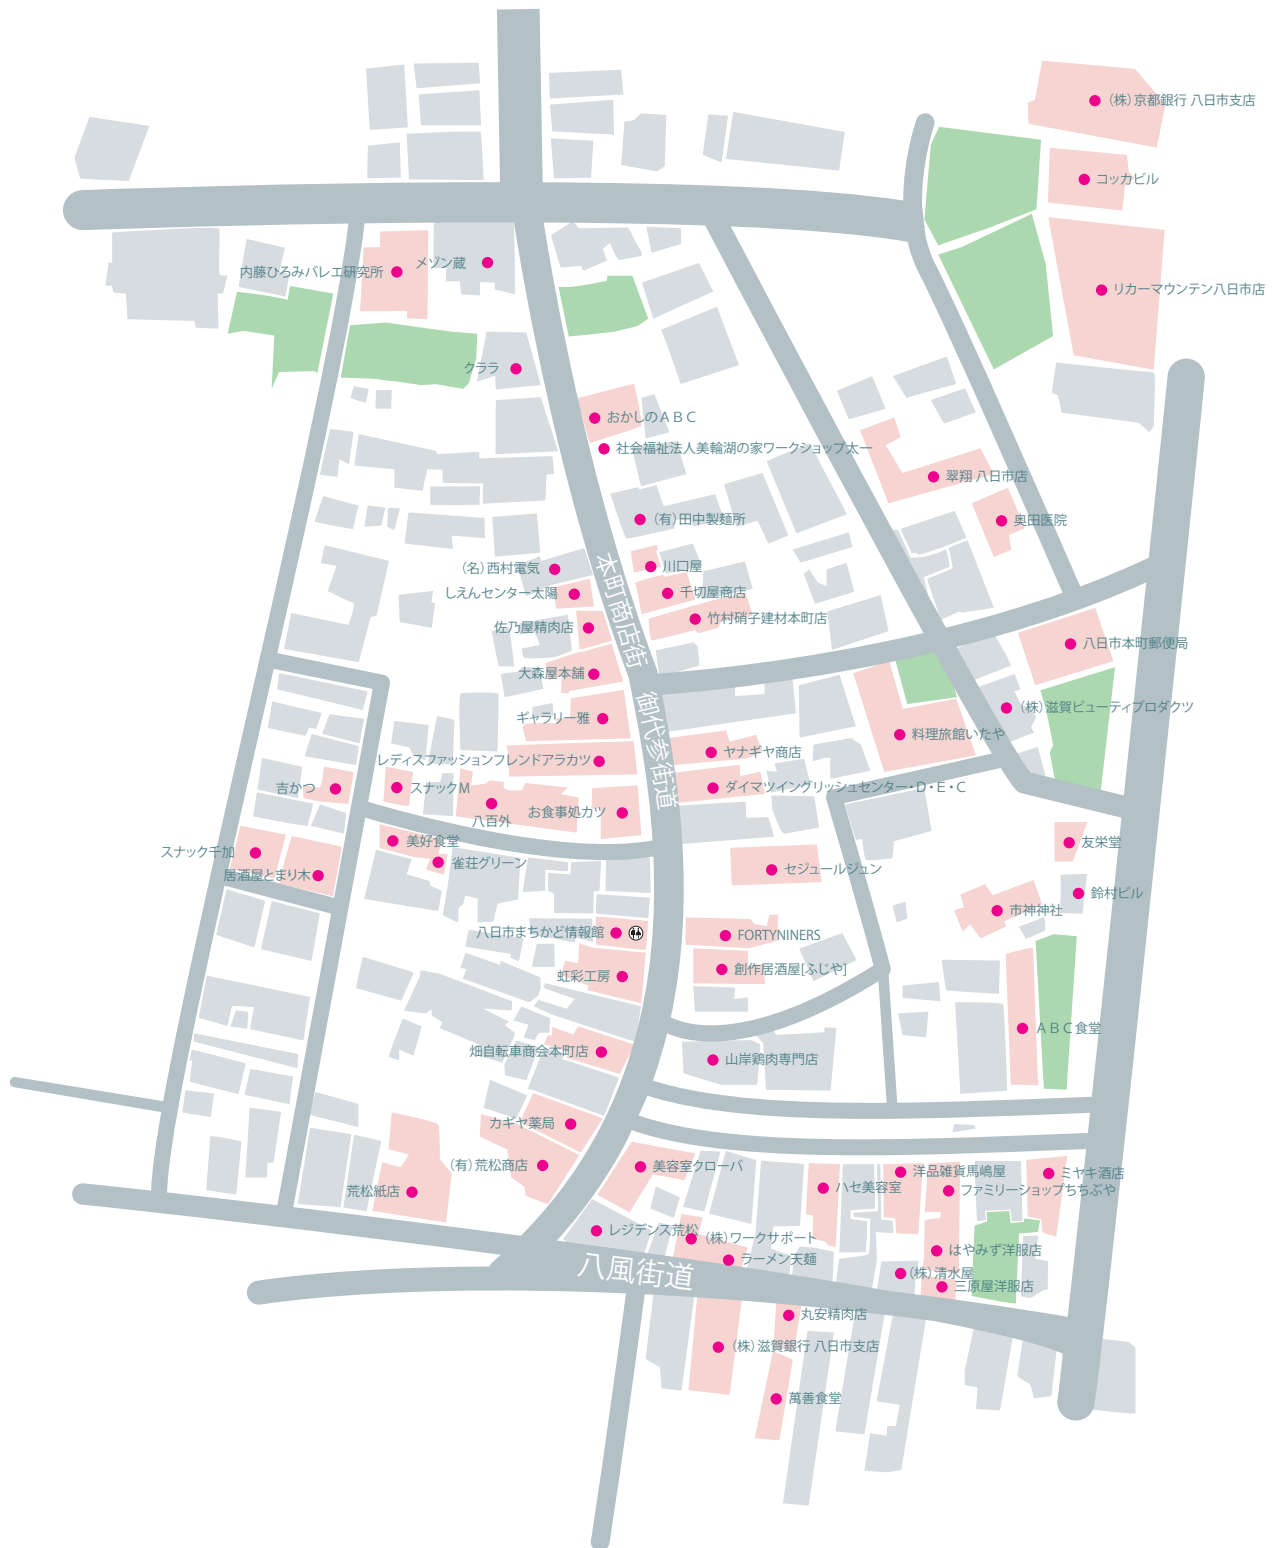 (株)京都銀行 八日市支店
コッカビル
内藤ひろみバレエ研究所
メゾン蔵
リカーマウンテン八日市店
クララ
おかしのABC
社会福祉法人美輪湖の家ワークショップ太一
翠翔 八日市店
(有)田中製麺所
奥田医院
本町商店街
(名)西村電気
川口屋
しえんセンター太陽
千切屋商店
竹村硝子建材本町店
佐乃屋精肉店
八日市本町郵便局
大森屋本舗
御代参街道
ギャラリー雅
(株)滋賀ビューティプロダクツ
料理旅館いたや
ヤナギヤ商店
レディスファッションフレンドアラカツ
吉かつ
スナックM
ダイマツイングリッシュセンター・D・E・C
八百外
お食事処カツ
美好食堂
友栄堂
スナック千加
雀荘グリーン
居酒屋とまり木
セジュールジュン
鈴村ビル
市神神社
八日市まちかど情報館
FORTYNINERS
虹彩工房
創作居酒屋[ふじや]
ABC食堂
畑自転車商会本町店
山岸鶏肉専門店
カギヤ薬局
(有)荒松商店
美容室クローバ
洋品雑貨馬嶋屋
ミヤキ酒店
荒松紙店
ハセ美容室
ファミリーショップちちぶや
レジデンス荒松
(株)ワークサポート
はやみず洋服店
ラーメン天麺
八風街道
(株)清水屋
三原屋洋服店
丸安精肉店
(株)滋賀銀行 八日市支店
萬善食堂